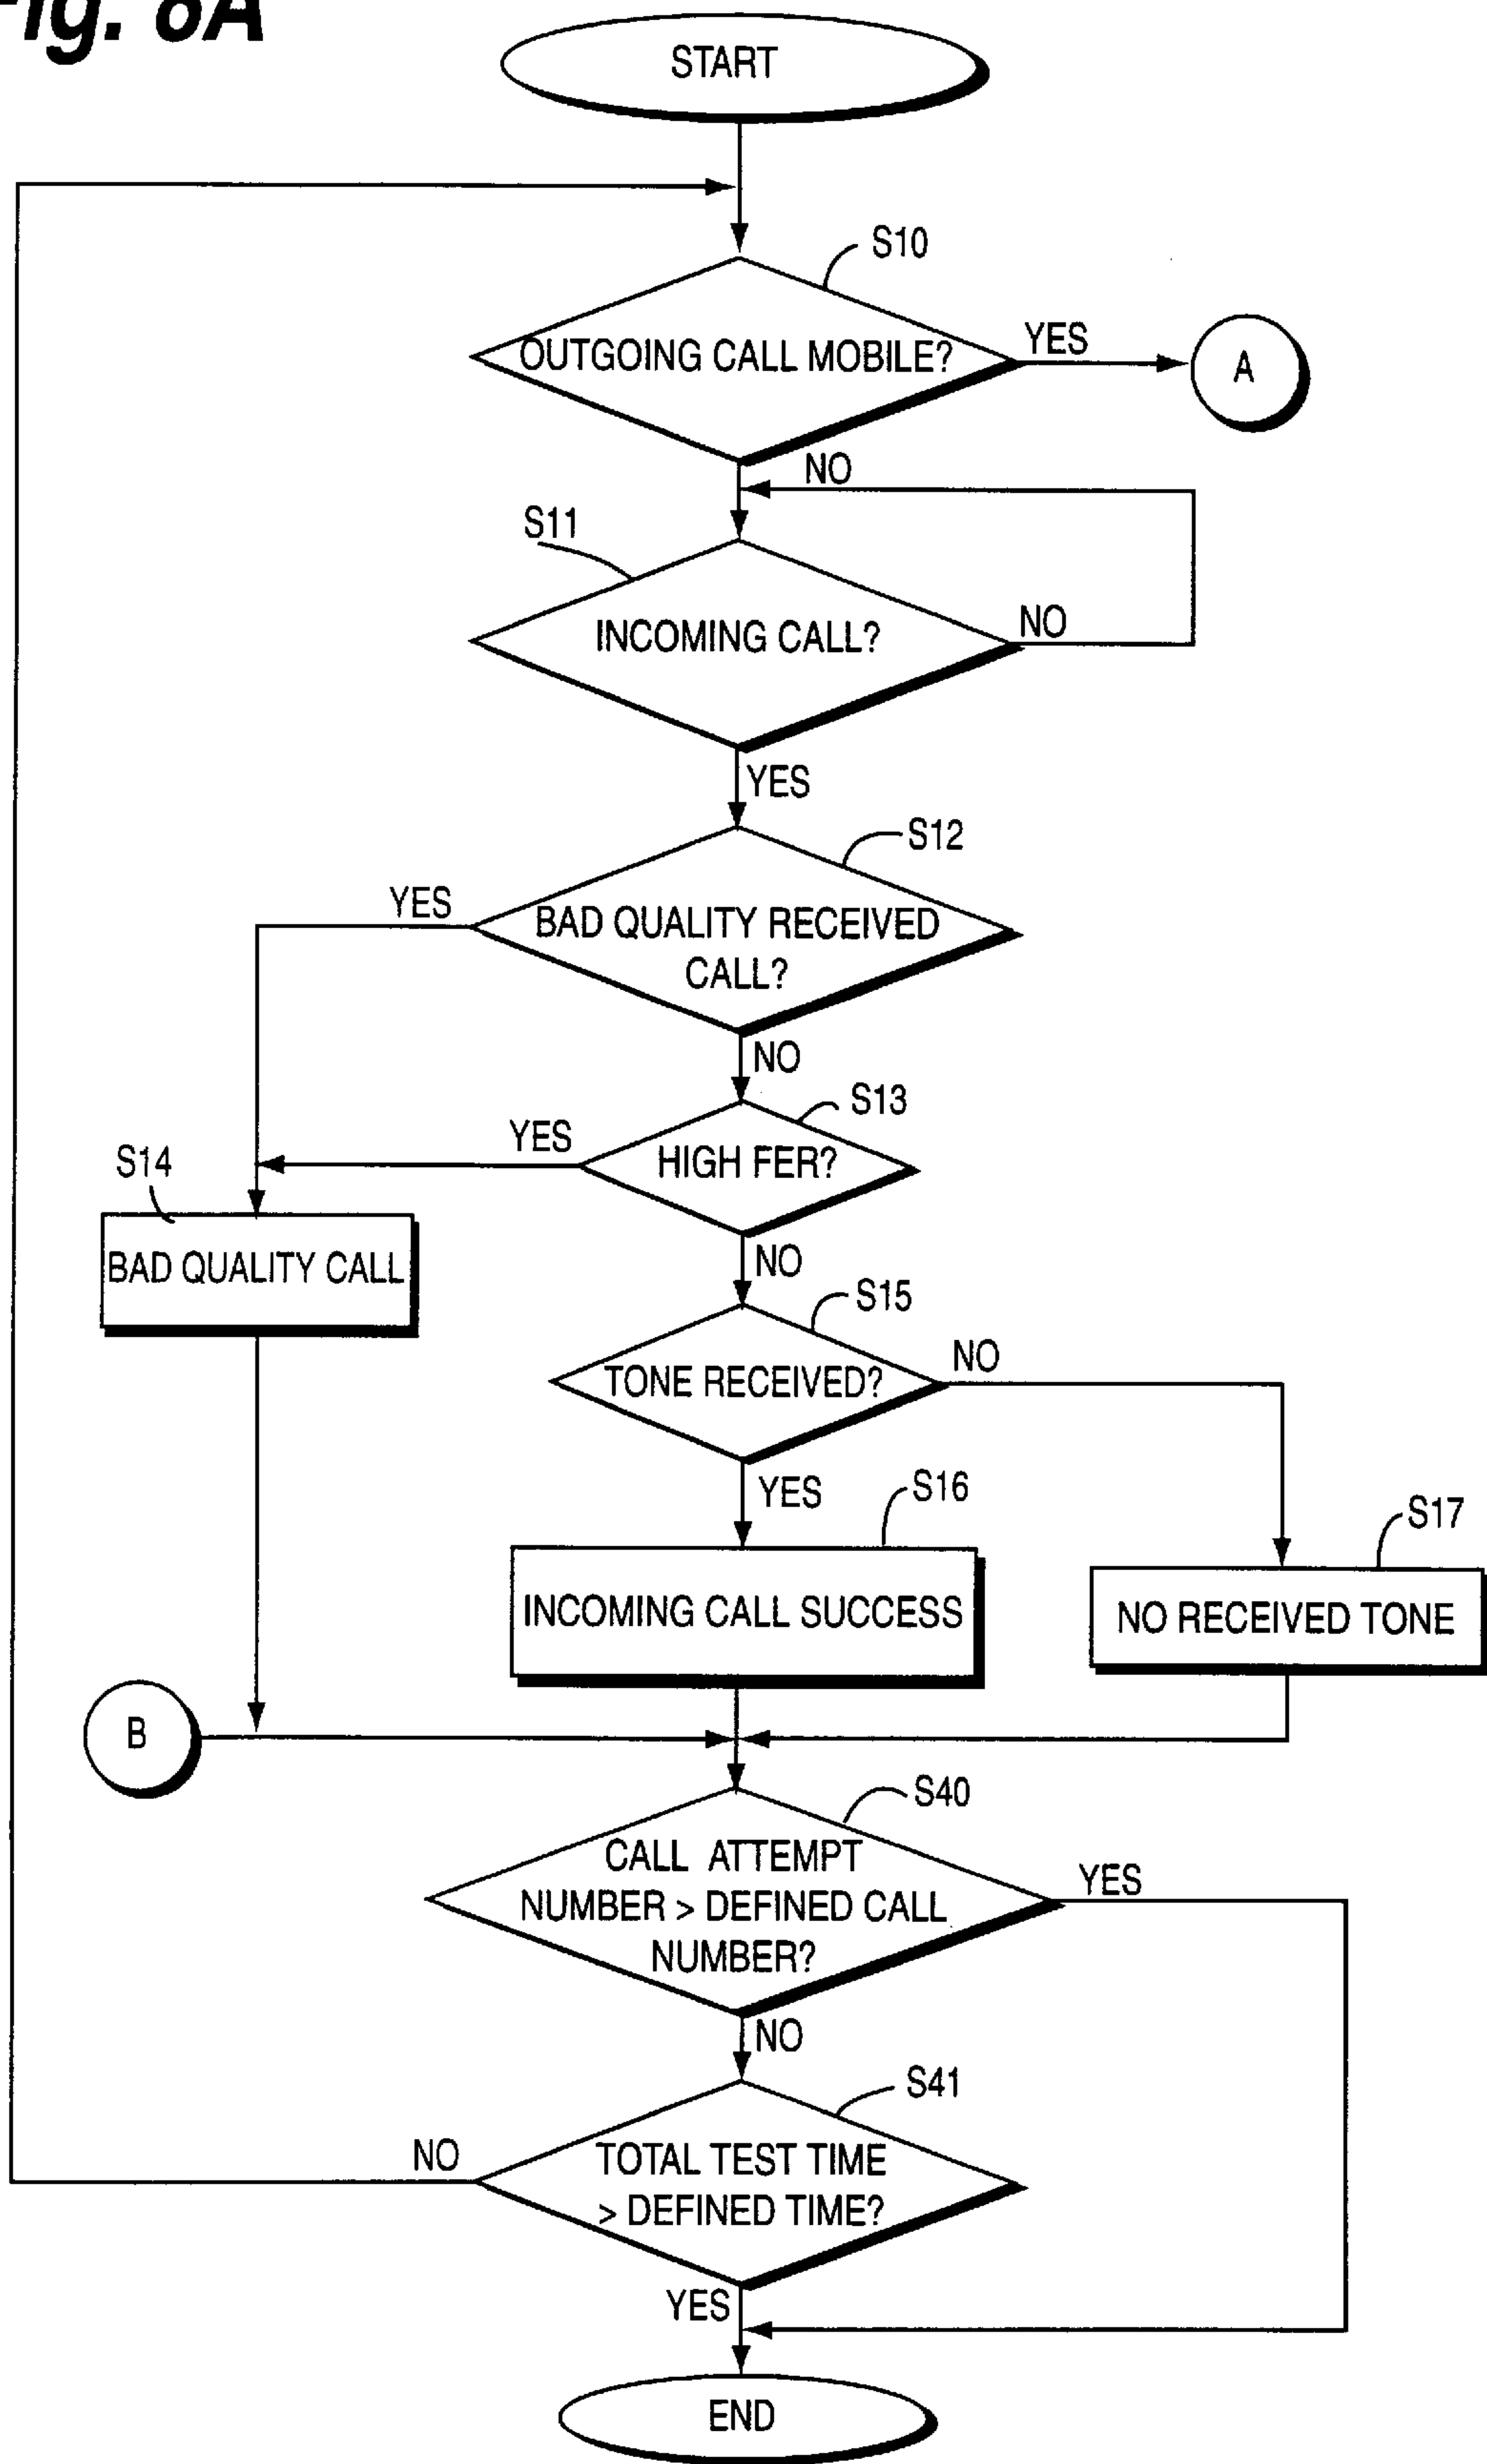 Fig. 8A
START
S10
OUTGOING CALL MOBILE?
YES
A
NO
S11
INCOMING CALL?
NO
YES
S12
YES
BAD QUALITY RECEIVED
CALL?
NO
S13
YES
HIGH FER?
S14
BAD QUALITY CALL
NO
S15
TONE RECEIVED?
NO
YES
S16
S17
INCOMING CALL SUCCESS
NO RECEIVED TONE
B
S40
CALL ATTEMPT
NUMBER > DEFINED CALL
NUMBER?
YES
NO
S41
NO
TOTAL TEST TIME
> DEFINED TIME?
YES
END